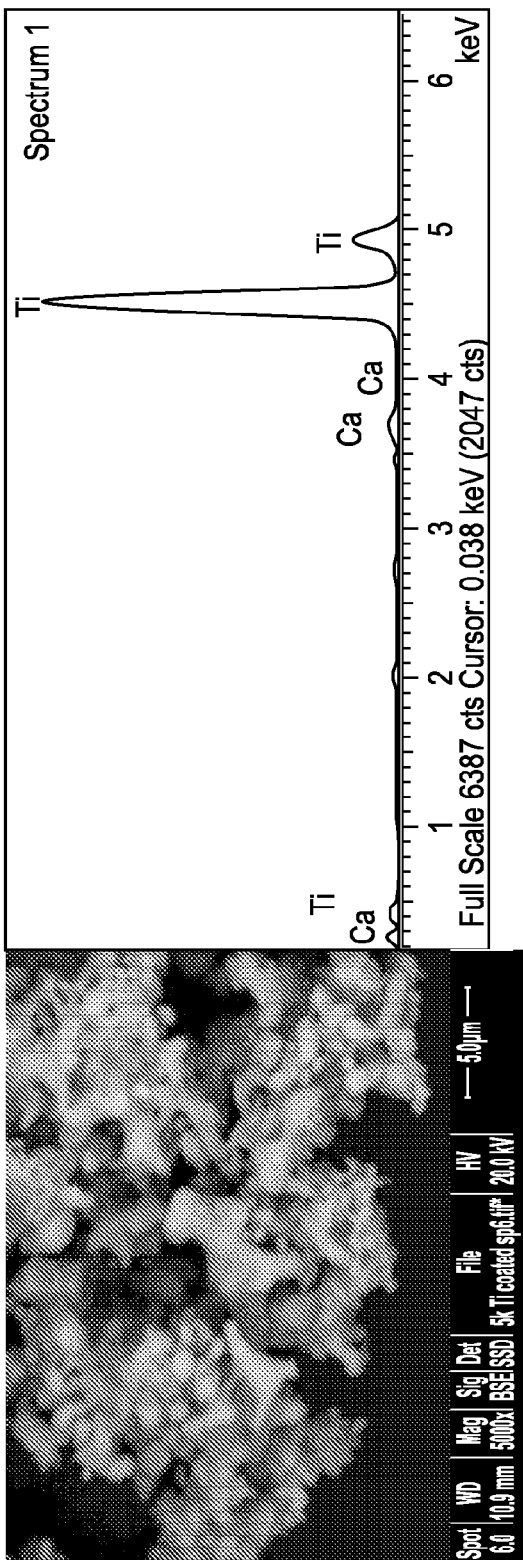 Spot WD Mag Sig Det File HV
6.0 10.9 mm 5000x BSE SSD 5k Ti coated sp6.tif* 20.0 kV 5.0µm
Spectrum 1
Ti
Ti
Ca Ca
Ti
Ca
1 2 3 4 5 6
Full Scale 6387 cts Cursor: 0.038 keV (2047 cts) keV